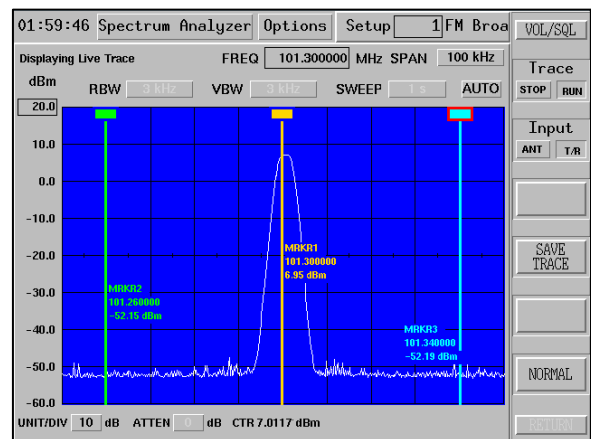 01:59:46 Spectrum Analyzer Options Setup 1 FM Broa VOL/SQL
Displaying Live Trace FREQ 101.300000 MHz SPAN 100 kHz
Trace
STOP RUN
dBm RBW 3 kHz VBW 3 kHz SWEEP 1 s AUTO
20.0
Input
ANT T/R
10.0
0.0
-10.0
-20.0
-30.0
-40.0
-50.0
-60.0
MRKR1
101.300000
6.95 dBm
MRKR2
101.260000
-52.15 dBm
MRKR3
101.340000
-52.19 dBm
SAVE
TRACE
NORMAL
UNIT/DIV 10 dB ATTEN 0 dB CTR 7.0117 dBm
RETURN